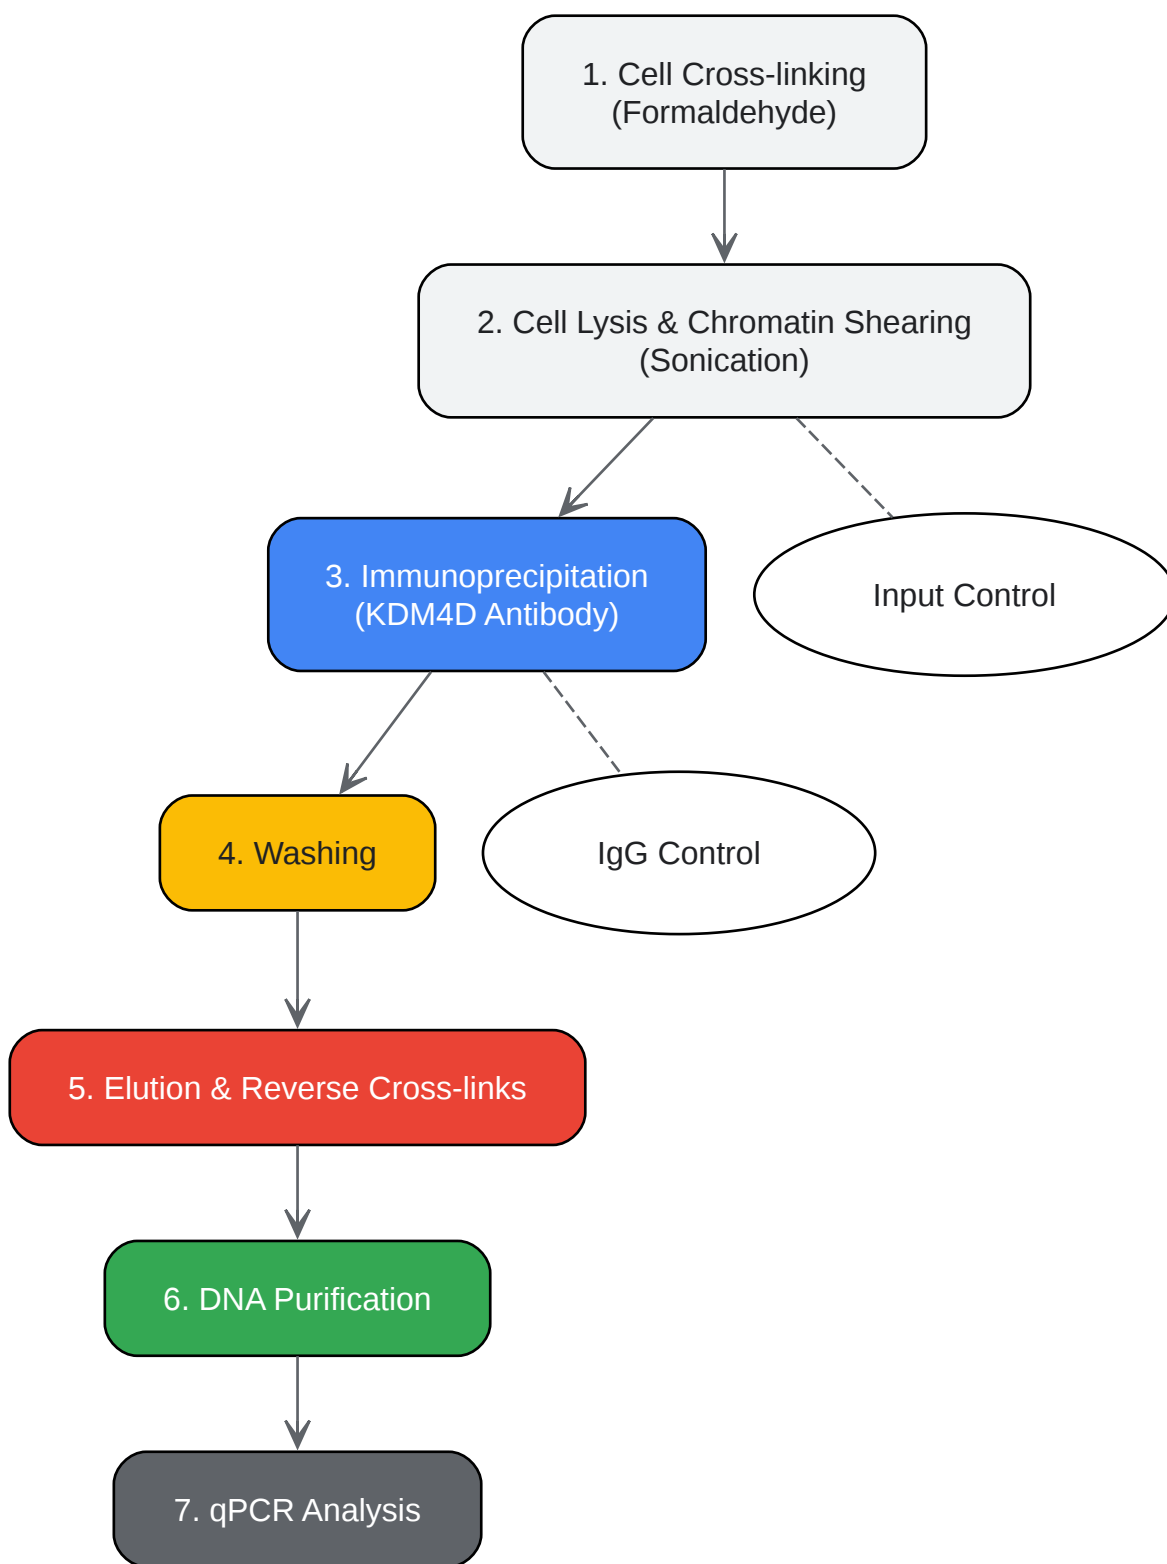 1. Cell Cross-linking
(Formaldehyde)
2. Cell Lysis & Chromatin Shearing
(Sonication)
3. Immunoprecipitation
(KDM4D Antibody)
Input Control
4. Washing
IgG Control
5. Elution & Reverse Cross-links
6. DNA Purification
7. qPCR Analysis